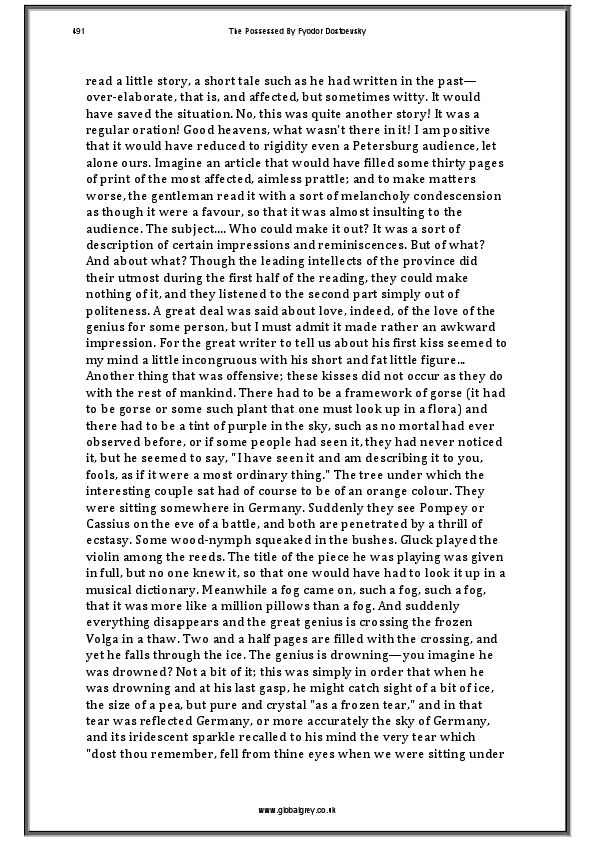 491
The Possessed By Fyodor Dostoevsky
read a little story, a short tale such as he had written in the past—
over-elaborate, that is, and affected, but sometimes witty. It would
have saved the situation. No, this was quite another story! It was a
regular oration! Good heavens, what wasn't there in it! I am positive
that it would have reduced to rigidity even a Petersburg audience, let
alone ours. Imagine an article that would have filled some thirty pages
of print of the most affected, aimless prattle; and to make matters
worse, the gentleman read it with a sort of melancholy condescension
as though it were a favour, so that it was almost insulting to the
audience. The subject.... Who could make it out? It was a sort of
description of certain impressions and reminiscences. But of what?
And about what? Though the leading intellects of the province did
their utmost during the first half of the reading, they could make
nothing of it, and they listened to the second part simply out of
politeness. A great deal was said about love, indeed, of the love of the
genius for some person, but I must admit it made rather an awkward
impression. For the great writer to tell us about his first kiss seemed to
my mind a little incongruous with his short and fat little figure...
Another thing that was offensive; these kisses did not occur as they do
with the rest of mankind. There had to be a framework of gorse (it had
to be gorse or some such plant that one must look up in a flora) and
there had to be a tint of purple in the sky, such as no mortal had ever
observed before, or if some people had seen it, they had never noticed
it, but he seemed to say, "I have seen it and am describing it to you,
fools, as if it were a most ordinary thing." The tree under which the
interesting couple sat had of course to be of an orange colour. They
were sitting somewhere in Germany. Suddenly they see Pompey or
Cassius on the eve of a battle, and both are penetrated by a thrill of
ecstasy. Some wood-nymph squeaked in the bushes. Gluck played the
violin among the reeds. The title of the piece he was playing was given
in full, but no one knew it, so that one would have had to look it up in a
musical dictionary. Meanwhile a fog came on, such a fog, such a fog,
that it was more like a million pillows than a fog. And suddenly
everything disappears and the great genius is crossing the frozen
Volga in a thaw. Two and a half pages are filled with the crossing, and
yet he falls through the ice. The genius is drowning—you imagine he
was drowned? Not a bit of it; this was simply in order that when he
was drowning and at his last gasp, he might catch sight of a bit of ice,
the size of a pea, but pure and crystal "as a frozen tear," and in that
tear was reflected Germany, or more accurately the sky of Germany,
and its iridescent sparkle recalled to his mind the very tear which
"dost thou remember, fell from thine eyes when we were sitting under
www.globalgrey.co.uk